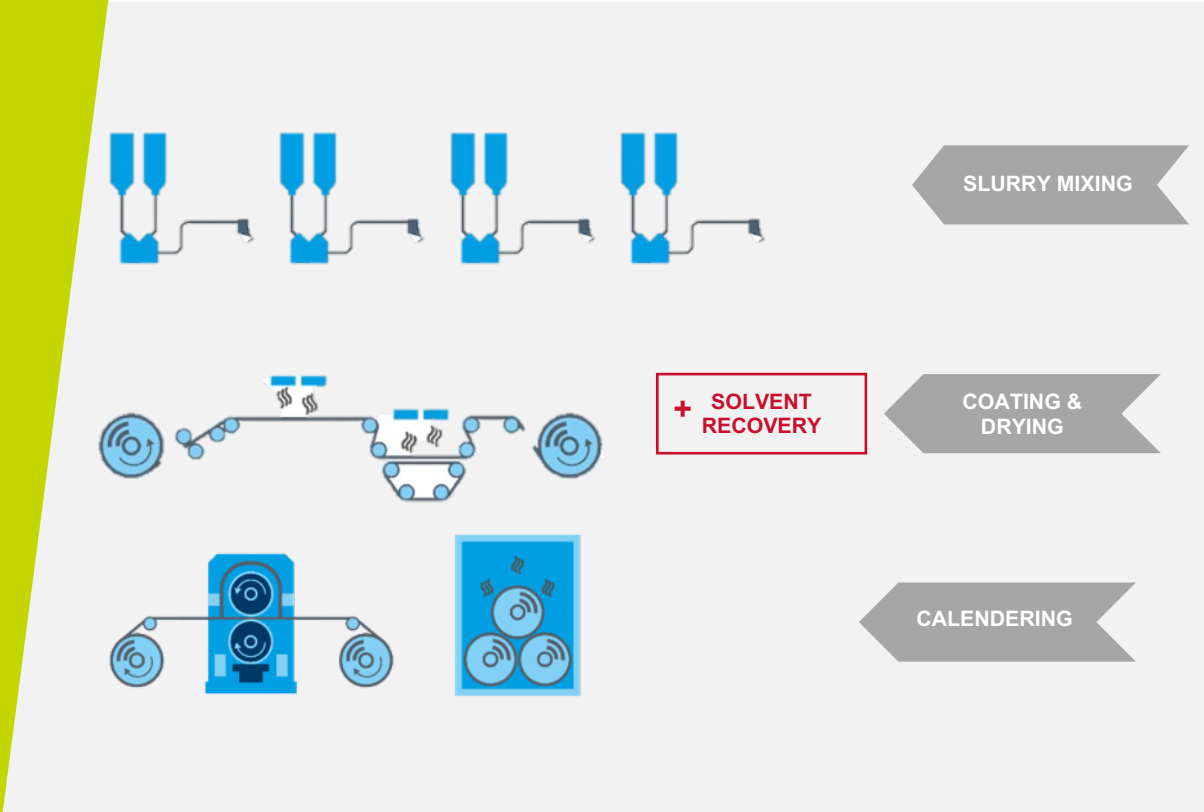 SLURRY MIXING
+ SOLVENT
RECOVERY
COATING &
DRYING
CALENDERING